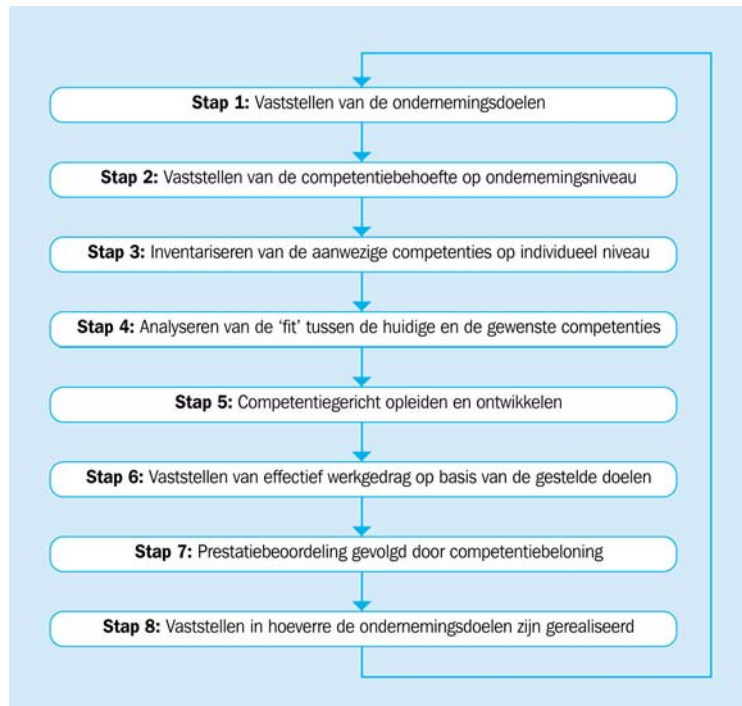 Stap 1: Vaststellen van de ondernemingsdoelen
Stap 2: Vaststellen van de competentiebehoefte op ondernemingsniveau
Stap 3: Inventariseren van de aanwezige competenties op individueel niveau
Stap 4: Analyseren van de ‘fit’ tussen de huidige en de gewenste competenties
Stap 5: Competentiegericht opleiden en ontwikkelen
Stap 6: Vaststellen van effectief werkgedrag op basis van de gestelde doelen
Stap 7: Prestatiebeoordeling gevolgd door competentiebeloning
Stap 8: Vaststellen in hoeverre de ondernemingsdoelen zijn gerealiseerd